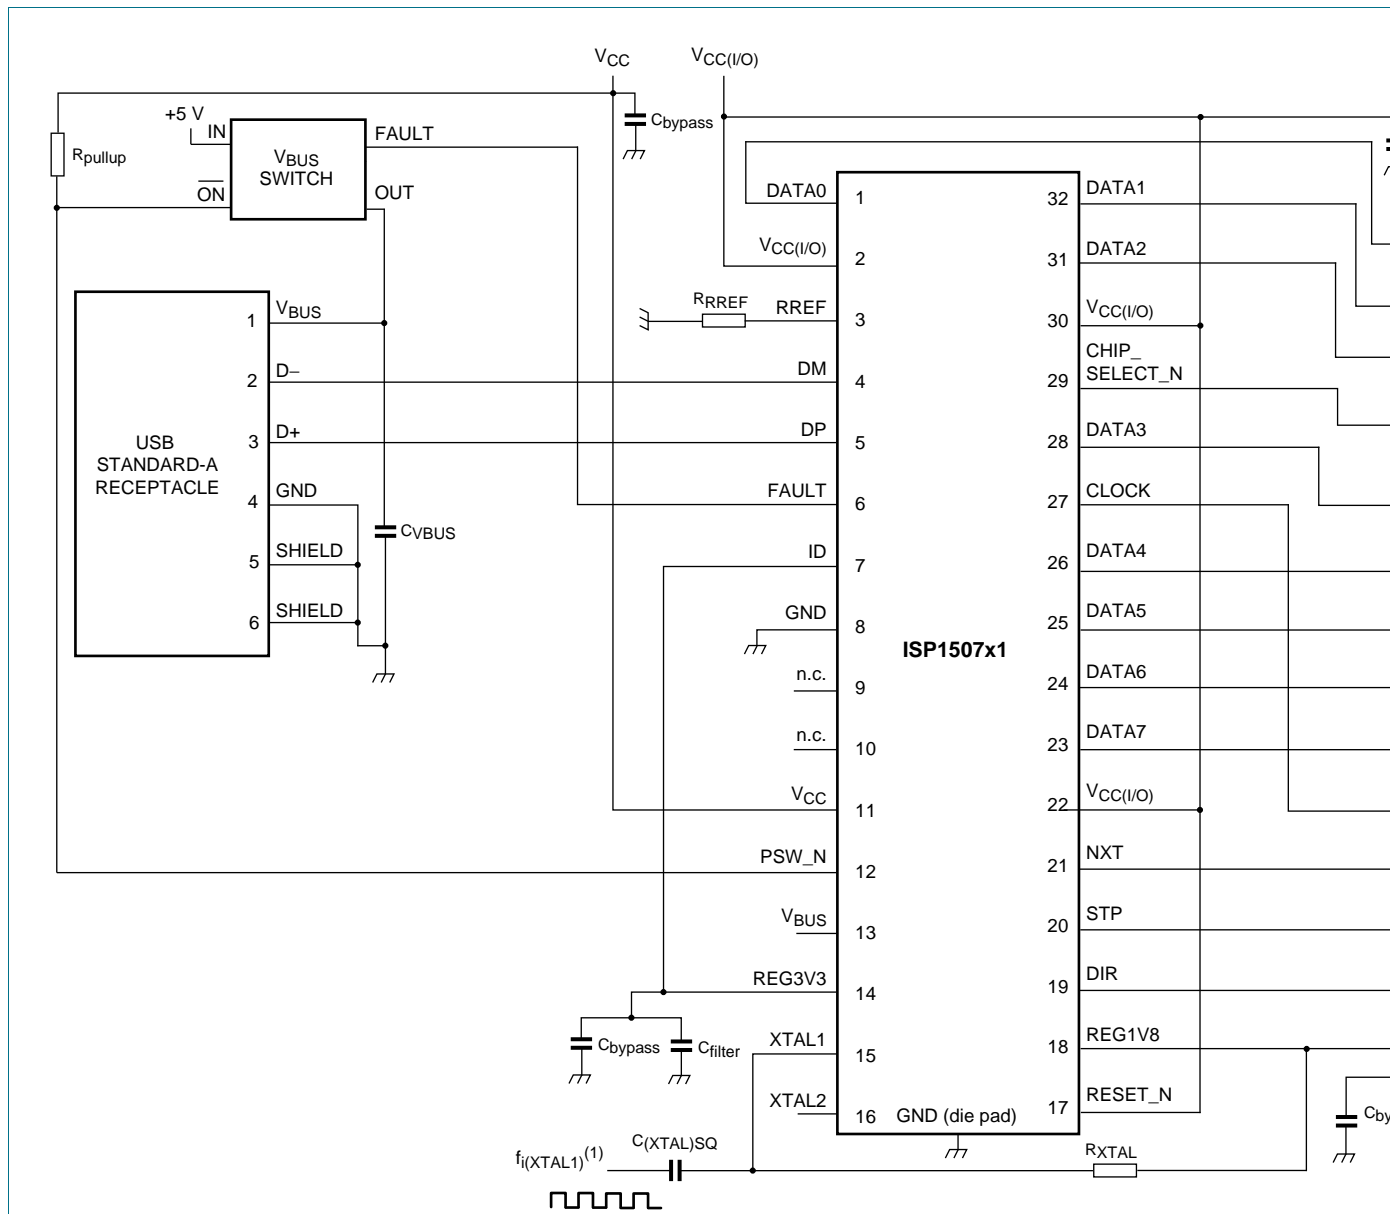 VCC
VCC(I/O)
+5 V
IN
ON
VBUS
SWITCH
FAULT
OUT
Rpullup
Cbypass
USB
STANDARD-A
RECEPTACLE
1 VBUS
2 D–
3 D+
4 GND
5 SHIELD
6 SHIELD
CVBUS
ISP1507x1
DATA0 1
VCC(I/O) 2
RRREF
RREF 3
DM 4
DP 5
FAULT 6
ID 7
GND 8
n.c. 9
n.c. 10
VCC 11
PSW_N 12
VBUS 13
REG3V3 14
XTAL1 15
XTAL2 16
GND (die pad)
32 DATA1
31 DATA2
30 VCC(I/O)
29 CHIP_
SELECT_N
28 DATA3
27 CLOCK
26 DATA4
25 DATA5
24 DATA6
23 DATA7
22 VCC(I/O)
21 NXT
20 STP
19 DIR
18 REG1V8
17 RESET_N
Cbypass
Cfilter
C(XTAL)SQ
fi(XTAL1)(1)
RXTAL
Cby